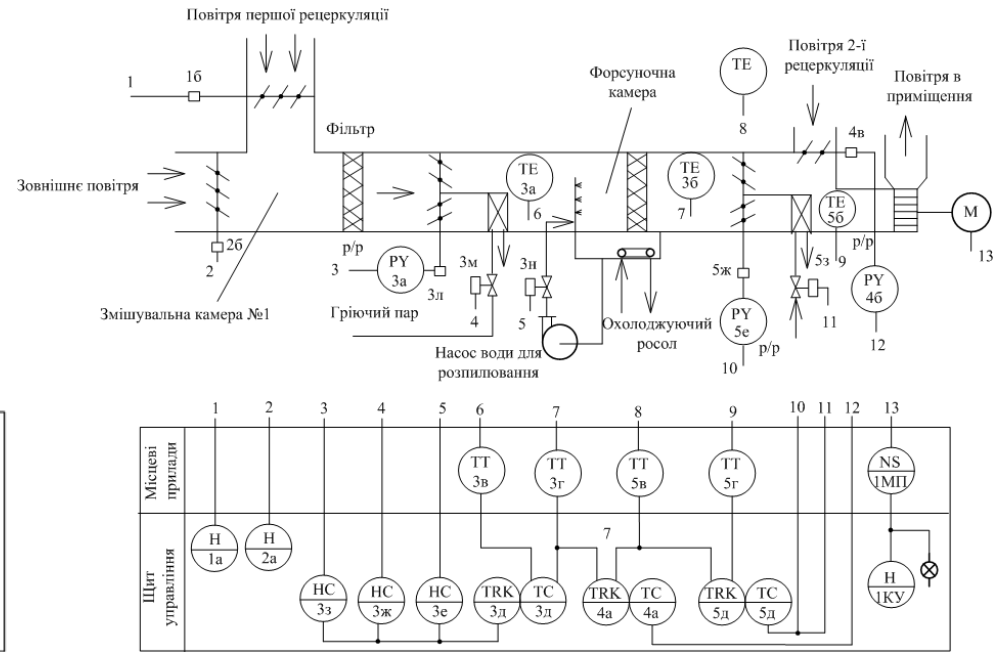 Повітря першої рецеркуляції
1
1б
Повітря 2-ї
рецеркуляції
TE
8
Форсуночна
камера
Повітря в
приміщення
4в
Фільтр
Зовнішнє повітря
TE
3а
6
TE
3б
7
TE
5б
9
M
13
2б
2
р/р
3
PY
3а
3л
3м
4
3н
5
5ж
5з
р/р
11
PY
4б
12
PY
5е
р/р
10
Змішувальна камера №1
Гріючий пар
Насос води для
розпилювання
Охолоджуючий
росол
1 2 3 4 5 6 7 8 9 10 11 12 13
Місцеві
прилади
TT
3в
TT
3г
TT
5в
TT
5г
NS
1МП
Щит
управління
H
1а
H
2а
7
HC
3з
HC
3ж
HC
3е
TRK
3д
TC
3д
TRK
4а
TC
4а
TRK
5д
TC
5д
H
1КУ